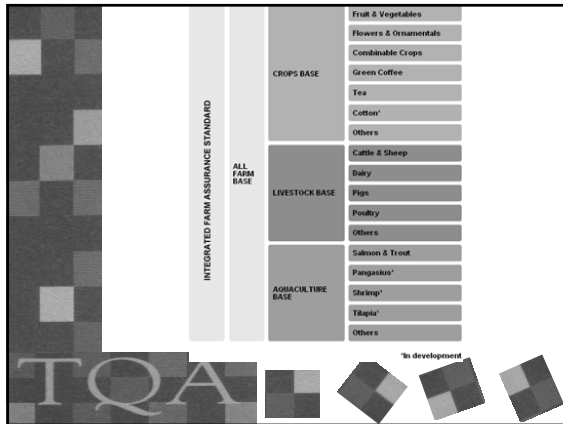 INTEGRATED FARM ASSURANCE STANDARD
ALL
FARM
BASE
CROPS BASE
Fruit & Vegetables
Flowers & Ornamentals
Combinable Crops
Green Coffee
Tea
Cotton¹
Others
LIVESTOCK BASE
Cattle & Sheep
Dairy
Pigs
Poultry
Others
AQUACULTURE
BASE
Salmon & Trout
Pangasius¹
Shrimp¹
Tilapia¹
Others
¹In development
TQA